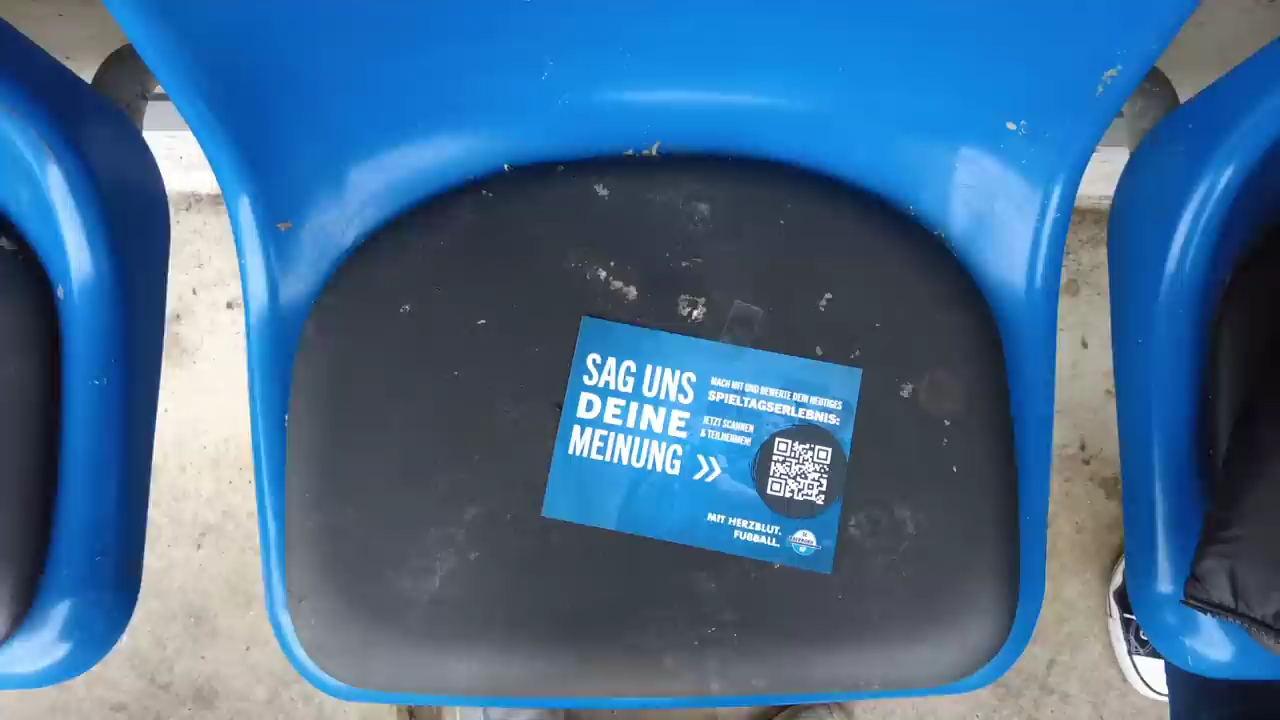 SAG UNS
DEINE
MEINUNG
MACH MIT UND BEWERTE DEIN HEUTIGES
SPIELTAGSERLEBNIS:
JETZT SCANNEN
& TEILNEHMEN!
MIT HERZBLUT.
FUßBALL.